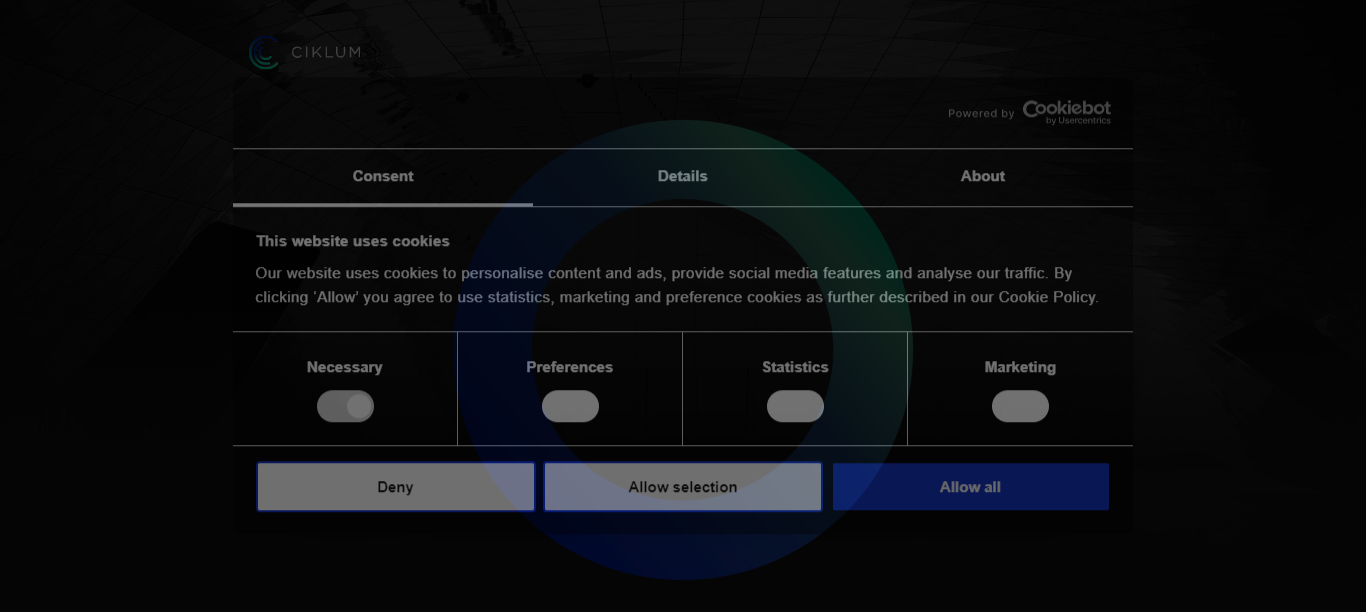 CIKLUM
Powered by Cookiebot
by Usercentrics
Consent Details About
This website uses cookies
Our website uses cookies to personalise content and ads, provide social media features and analyse our traffic. By
clicking 'Allow' you agree to use statistics, marketing and preference cookies as further described in our Cookie Policy.
Necessary Preferences Statistics Marketing
Deny Allow selection Allow all